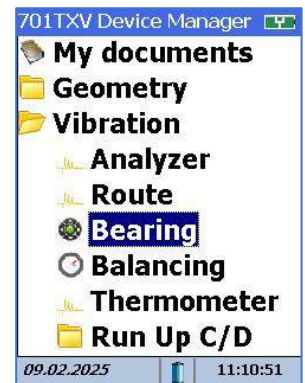 701TXV Device Manager
My documents
Geometry
Vibration
Analyzer
Route
Bearing
Balancing
Thermometer
Run Up C/D
09.02.2025 11:10:51